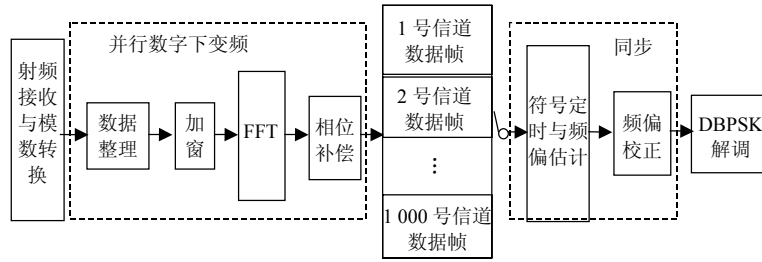 并行数字下变频
同步
射频
接收
与模
数转
换
数据
整理
加
窗
FFT
相位
补偿
1 号信道
数据帧
2 号信道
数据帧
⋮
1 000 号信道
数据帧
符号定
时与频
偏估计
频偏
校正
DBPSK
解调